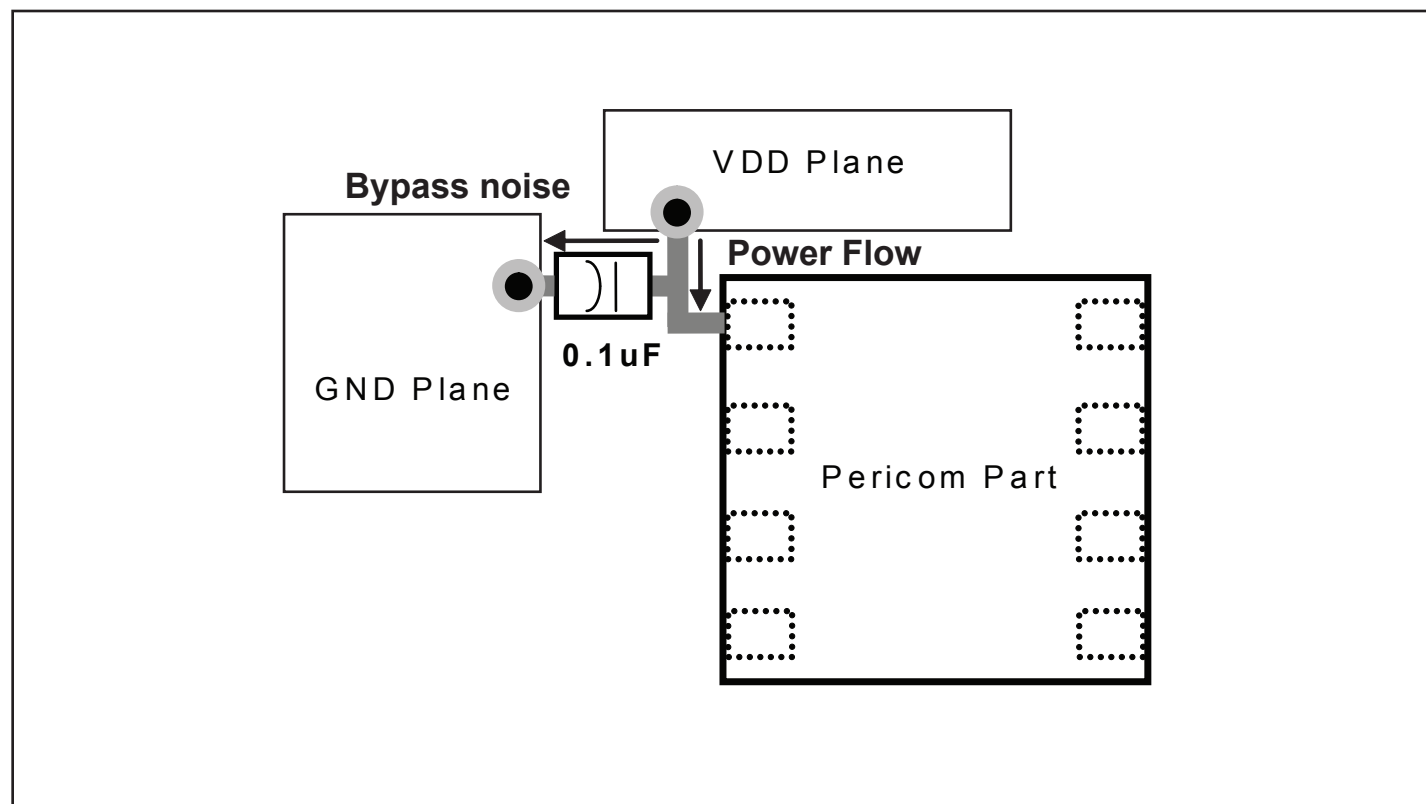 VDD Plane
Bypass noise
Power Flow
0.1uF
GND Plane
Pericom Part